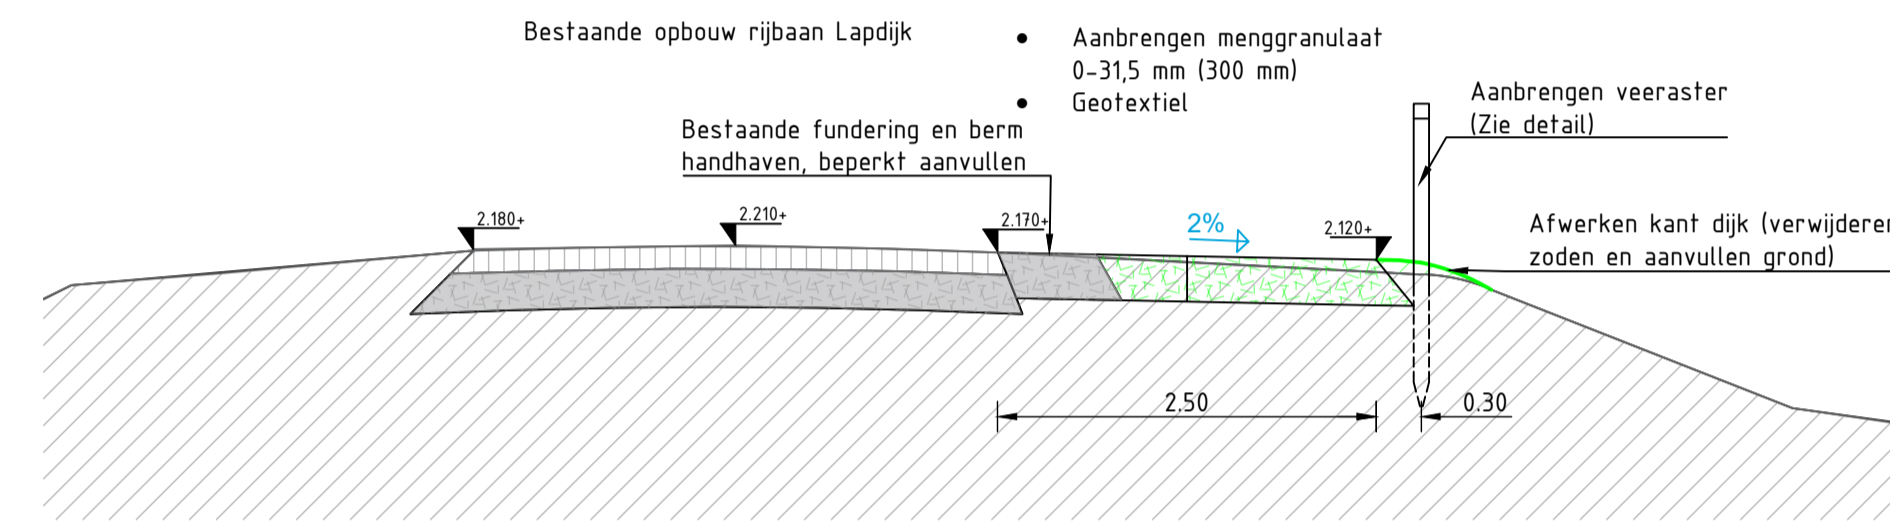 Bestaande opbouw rijbaan Lapdijk
• Aanbrengen menggranulaat
0-31,5 mm (300 mm)
• Geotextiel
Aanbrengen veeraster
(Zie detail)
Bestaande fundering en berm
handhaven, beperkt aanvullen
Afwerken kant dijk (verwijderen
zoden en aanvullen grond)
2.180+
2.210+
2.170+
2%
2.120+
2.50
0.30